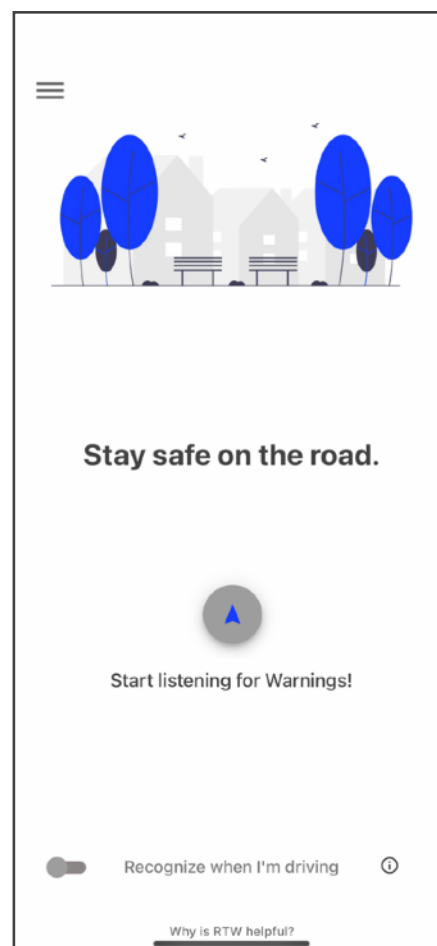 Stay safe on the road.
Start listening for Warnings!
Recognize when I'm driving
Why is RTW helpful?